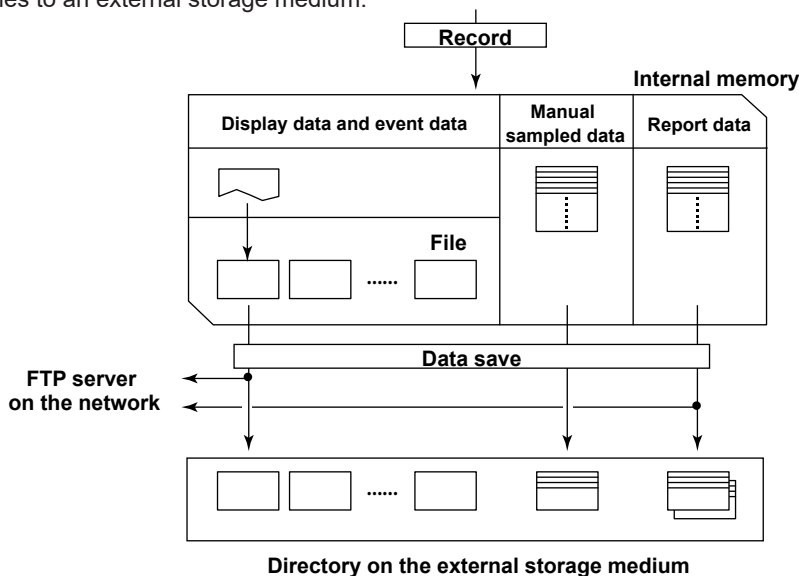 to an external storage medium.
Record
Internal memory
Display data and event data
Manual
sampled data
Report data
File
Data save
FTP server
on the network
Directory on the external storage medium